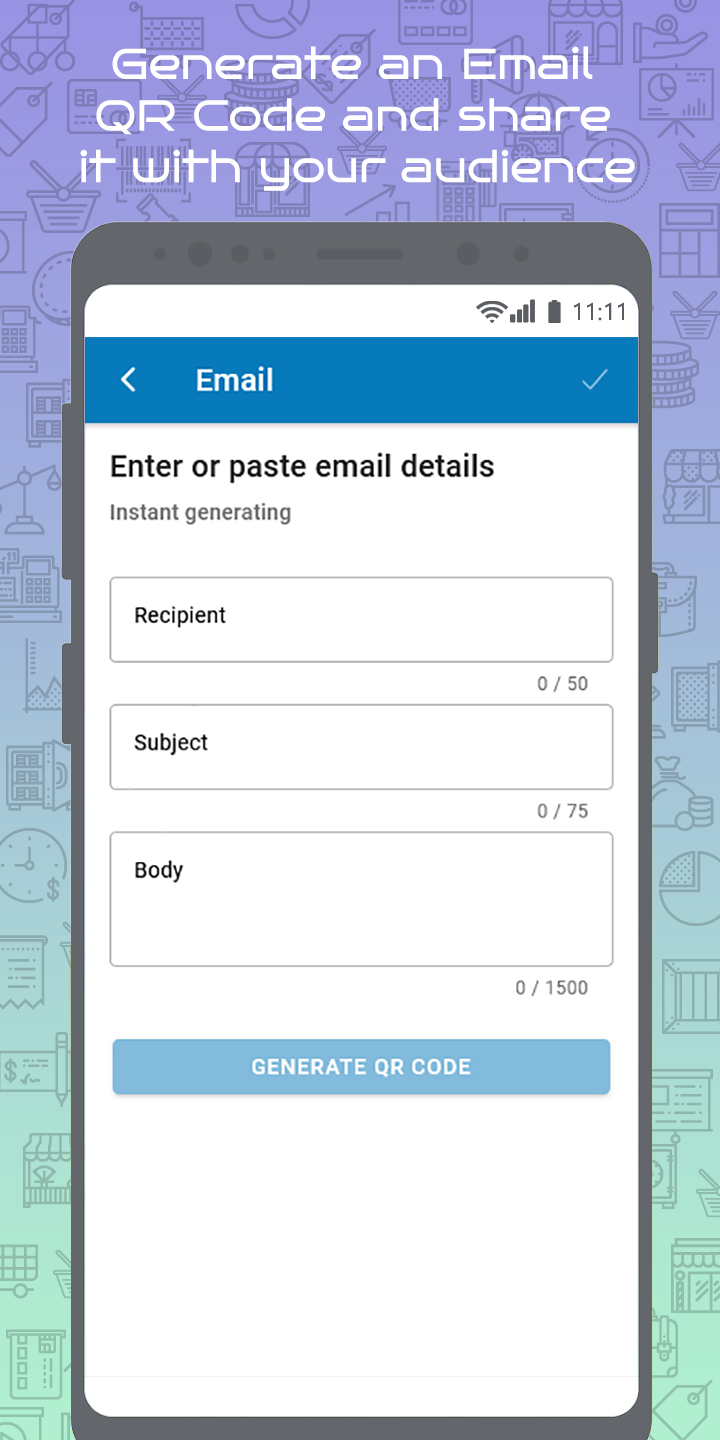 Generate an Email
QR Code and share
it with your audience
11:11
Email
Enter or paste email details
Instant generating
Recipient
0 / 50
Subject
0 / 75
Body
0 / 1500
GENERATE QR CODE